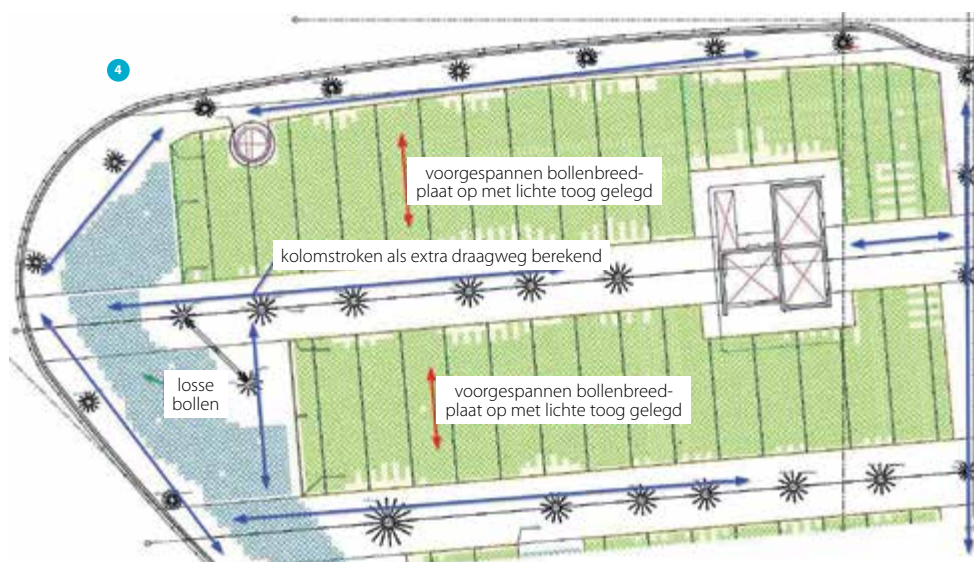 4
voorgespannen bollenbreed-
plaat op met lichte toog gelegd
kolomstroken als extra draagweg berekend
losse
bollen
voorgespannen bollenbreed-
plaat op met lichte toog gelegd